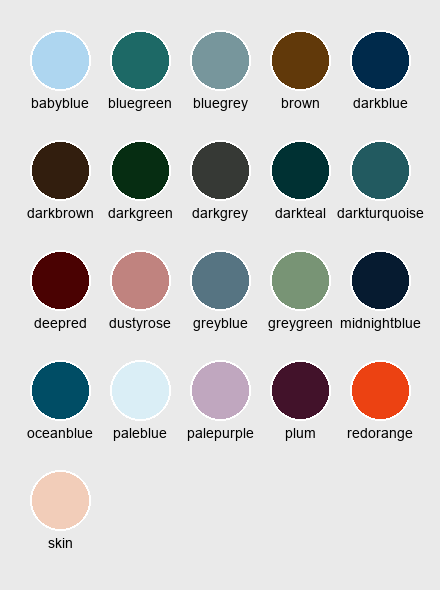 babyblue bluegreen bluegrey brown darkblue
darkbrown darkgreen darkgrey darkteal darkturquoise
deepred dustyrose greyblue greygreen midnightblue
oceanblue paleblue palepurple plum redorange
skin